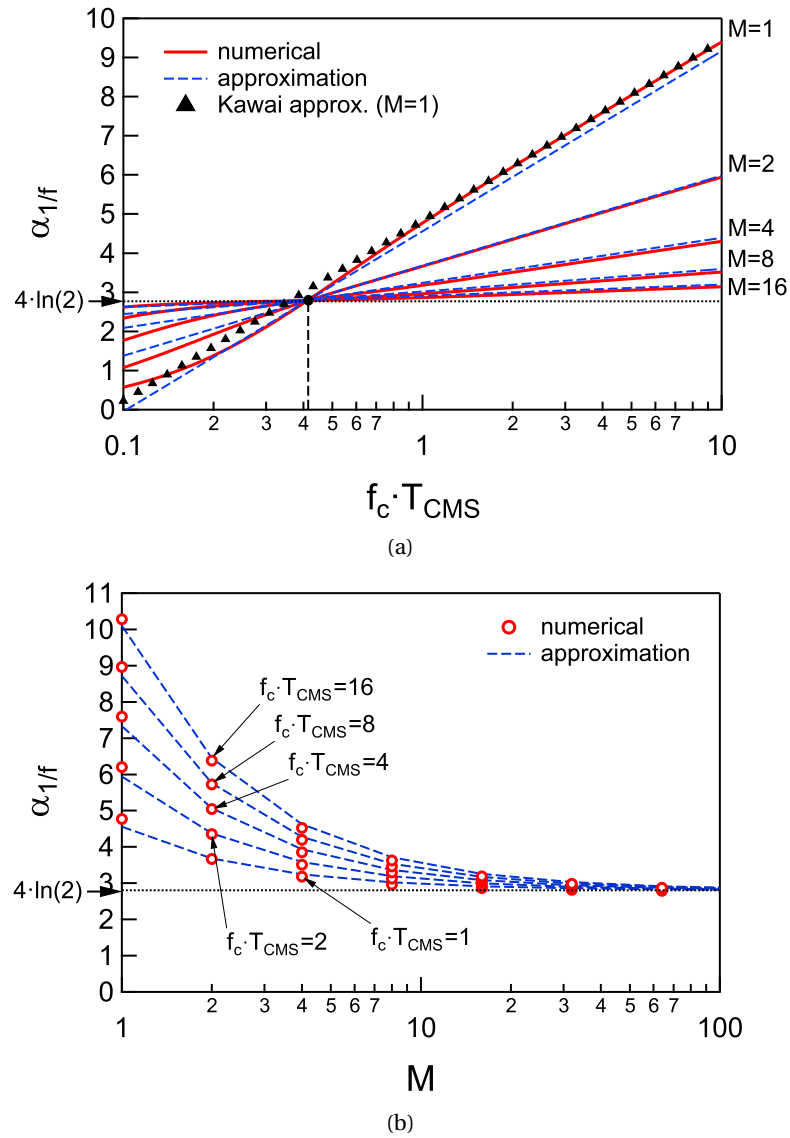 10
9
8
7
6
5
4
3
2
1
0
α1/f
4·ln(2)
numerical
approximation
Kawai approx. (M=1)
M=1
M=2
M=4
M=8
M=16
0.1 2 3 4 5 6 7 1 2 3 4 5 6 7 10
fc·TCMS
(a)
11
10
9
8
7
6
5
4
3
2
1
0
α1/f
4·ln(2)
numerical
approximation
fc·TCMS=16
fc·TCMS=8
fc·TCMS=4
fc·TCMS=2
fc·TCMS=1
1 2 3 4 5 6 7 10 2 3 4 5 6 7 100
M
(b)